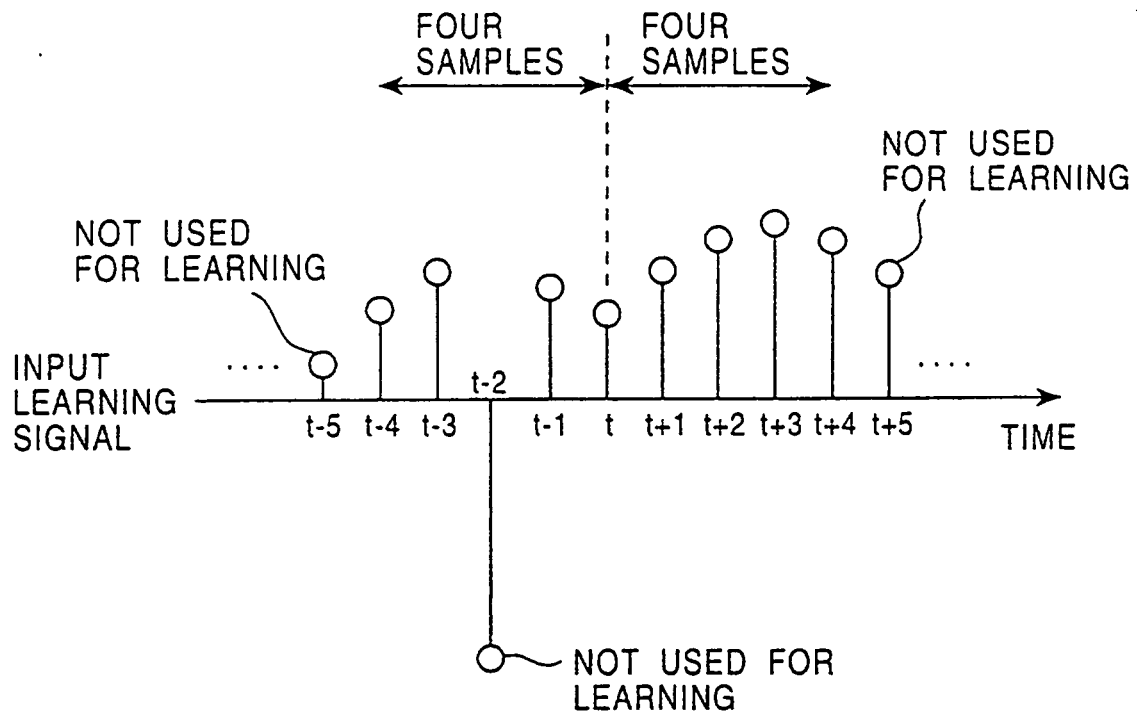 FOUR
SAMPLES
FOUR
SAMPLES
NOT USED
FOR LEARNING
NOT USED
FOR LEARNING
INPUT
LEARNING
SIGNAL
....
....
t-2
t-5 t-4 t-3 t-1 t t+1 t+2 t+3 t+4 t+5
TIME
NOT USED FOR
LEARNING